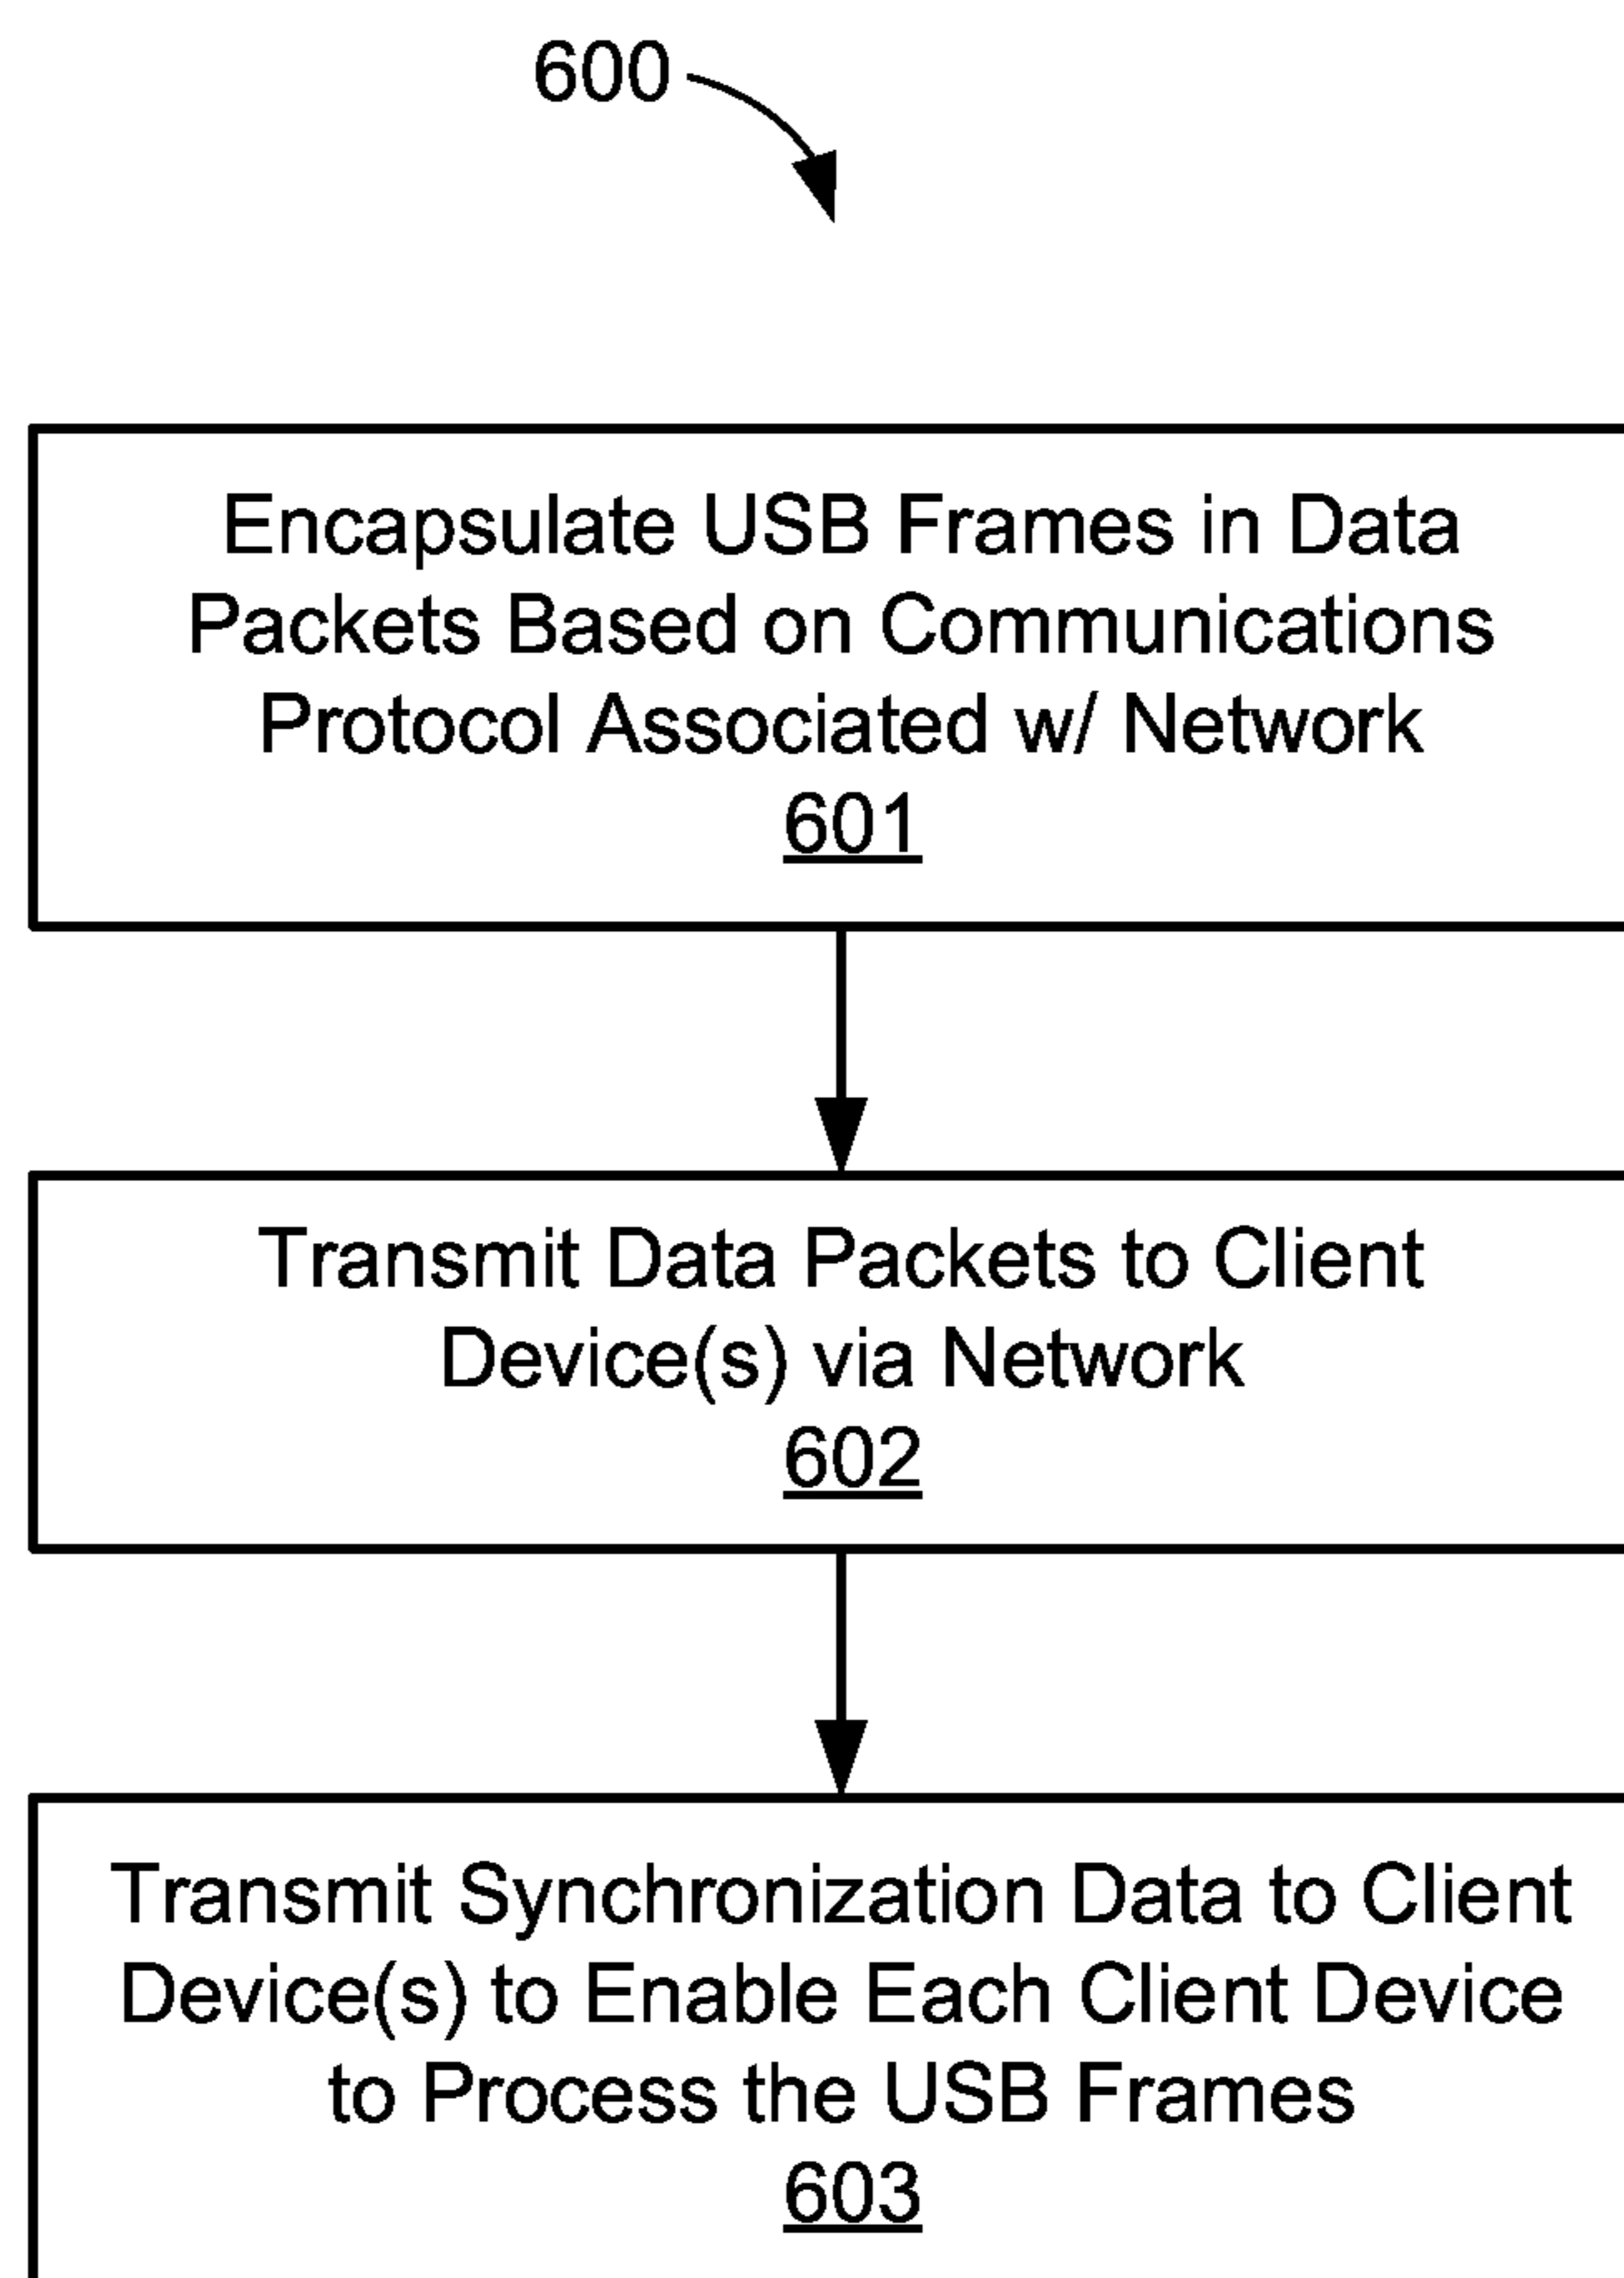 600
Encapsulate USB Frames in Data
Packets Based on Communications
Protocol Associated w/ Network
601
Transmit Data Packets to Client
Device(s) via Network
602
Transmit Synchronization Data to Client
Device(s) to Enable Each Client Device
to Process the USB Frames
603